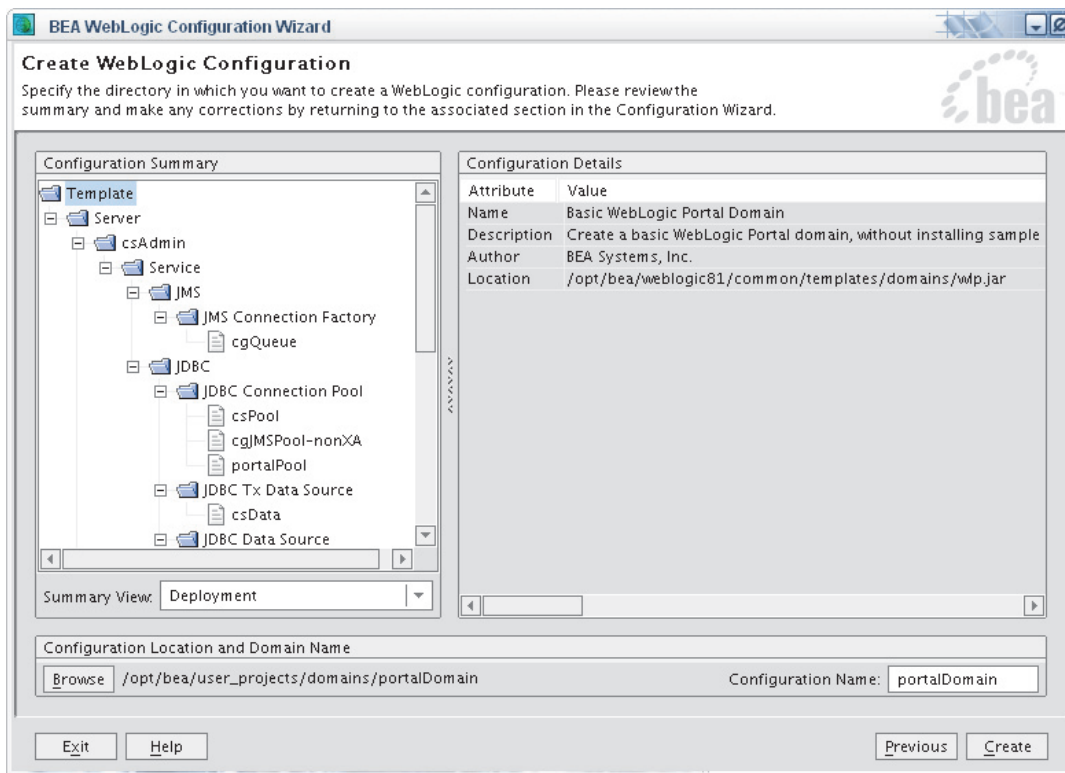 BEA WebLogic Configuration Wizard
Create WebLogic Configuration
Specify the directory in which you want to create a WebLogic configuration. Please review the
summary and make any corrections by returning to the associated section in the Configuration Wizard.
bea
Configuration Summary
Template
Server
csAdmin
Service
JMS
JMS Connection Factory
cgQueue
JDBC
JDBC Connection Pool
csPool
cgJMSPool-nonXA
portalPool
JDBC Tx Data Source
csData
JDBC Data Source
Summary View: Deployment
Configuration Details
Attribute Value
Name Basic WebLogic Portal Domain
Description Create a basic WebLogic Portal domain, without installing sample
Author BEA Systems, Inc.
Location /opt/bea/weblogic81/common/templates/domains/wlp.jar
Configuration Location and Domain Name
Browse /opt/bea/user_projects/domains/portalDomain Configuration Name: portalDomain
Exit Help Previous Create